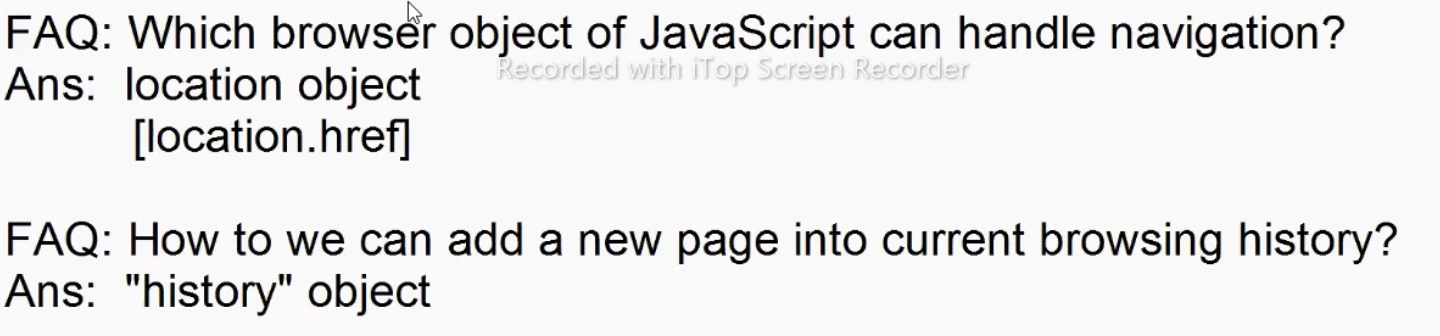 FAQ: Which browser object of JavaScript can handle navigation?
Recorded with iTop Screen Recorder
Ans: location object
[location.href]
FAQ: How to we can add a new page into current browsing history?
Ans: "history" object